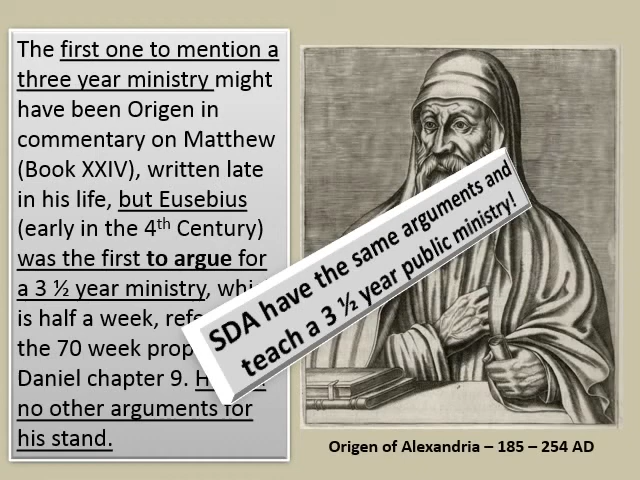 The first one to mention a
three year ministry might
have been Origen in
commentary on Matthew
(Book XXIV), written late
in his life, but Eusebius
(early in the 4th Century)
was the first to argue for
a 3 ½ year ministry,
is half a week,
the 70 week
Daniel chapter 9.
no other arguments for
his stand.
SDA have the same arguments and
teach a 3 ½ year public ministry!
Origen of Alexandria – 185 – 254 AD